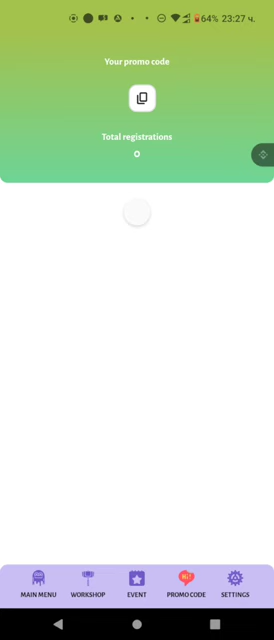 64% 23:27 ч.
Your promo code
Total registrations
0
MAIN MENU WORKSHOP EVENT PROMO CODE SETTINGS